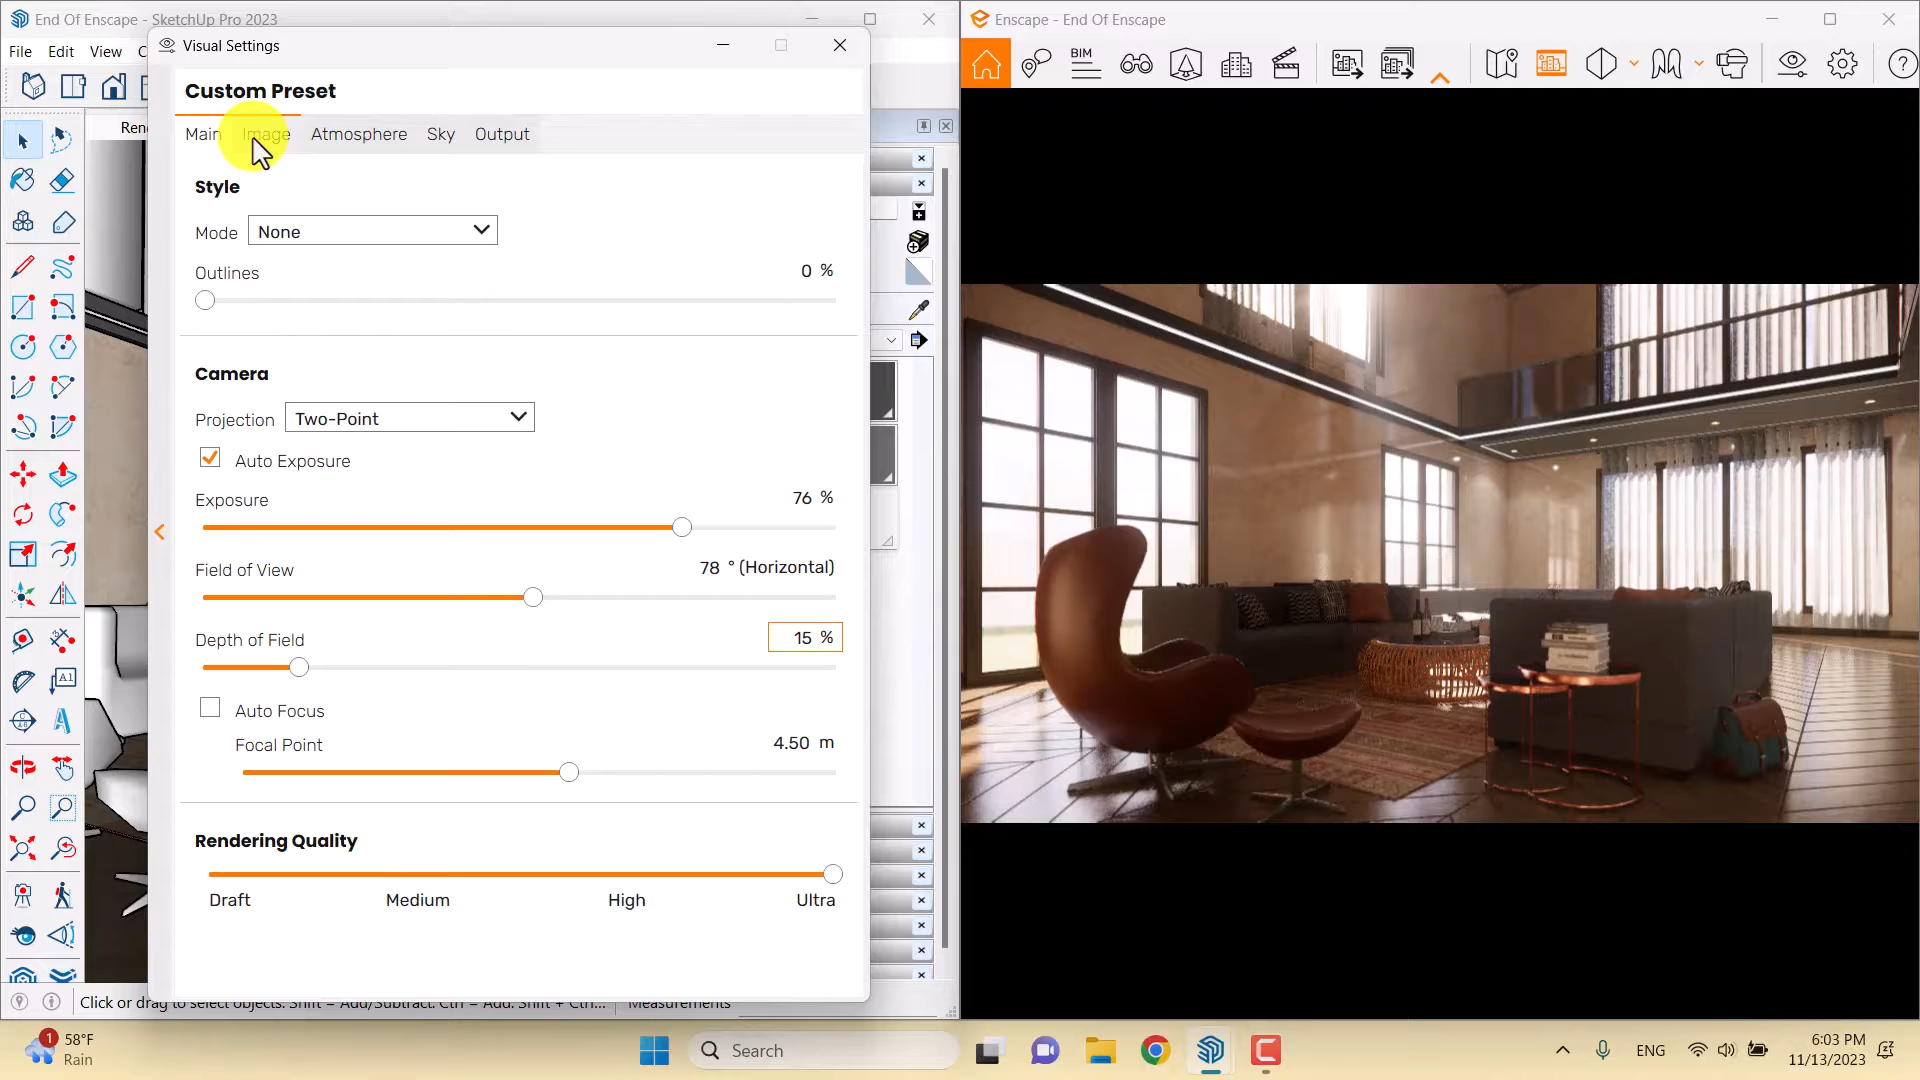 End Of Enscape - SketchUp Pro 2023
File Edit View
Visual Settings
Custom Preset
Main Image Atmosphere Sky Output
Style
Mode None
Outlines 0 %
Camera
Projection Two-Point
Auto Exposure
Exposure 76 %
Field of View 78 ° (Horizontal)
Depth of Field 15 %
Auto Focus
Focal Point 4.50 m
Rendering Quality
Draft Medium High Ultra
Click or drag to select objects. Shift = Add/Subtract. Ctrl = Add. Shift + Ctrl... Measurements
Enscape - End Of Enscape
BIM
A1
1
58°F
Rain
Search
ENG
6:03 PM
11/13/2023